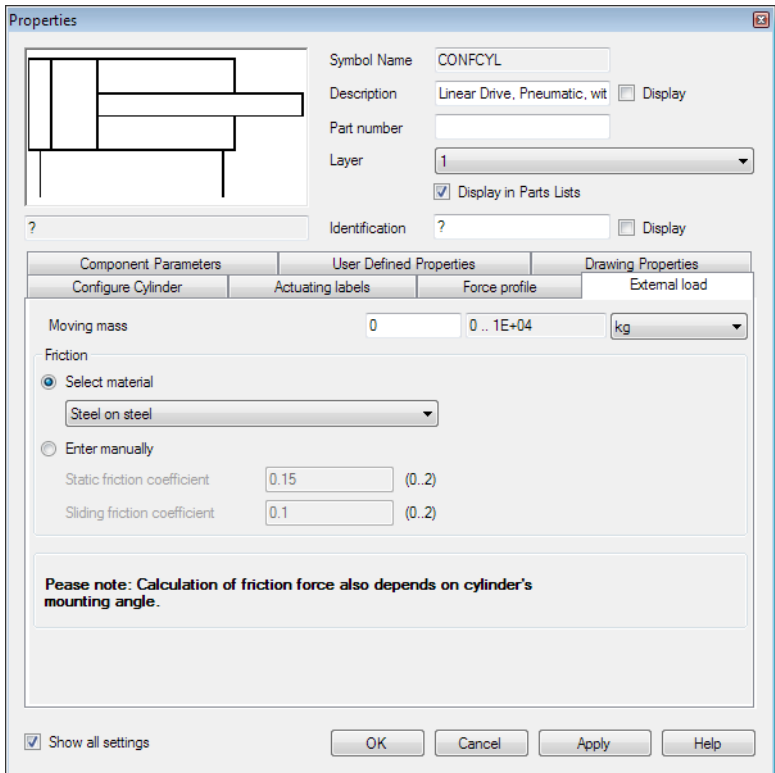 Properties
Symbol Name CONFCYL
Description Linear Drive, Pneumatic, wit Display
Part number
Layer 1
Display in Parts Lists
? Identification ? Display
Component Parameters User Defined Properties Drawing Properties
Configure Cylinder Actuating labels Force profile External load
Moving mass 0 0 .. 1E+04 kg
Friction
Select material
Steel on steel
Enter manually
Static friction coefficient 0.15 (0..2)
Sliding friction coefficient 0.1 (0..2)
Pease note: Calculation of friction force also depends on cylinder's
mounting angle.
Show all settings OK Cancel Apply Help